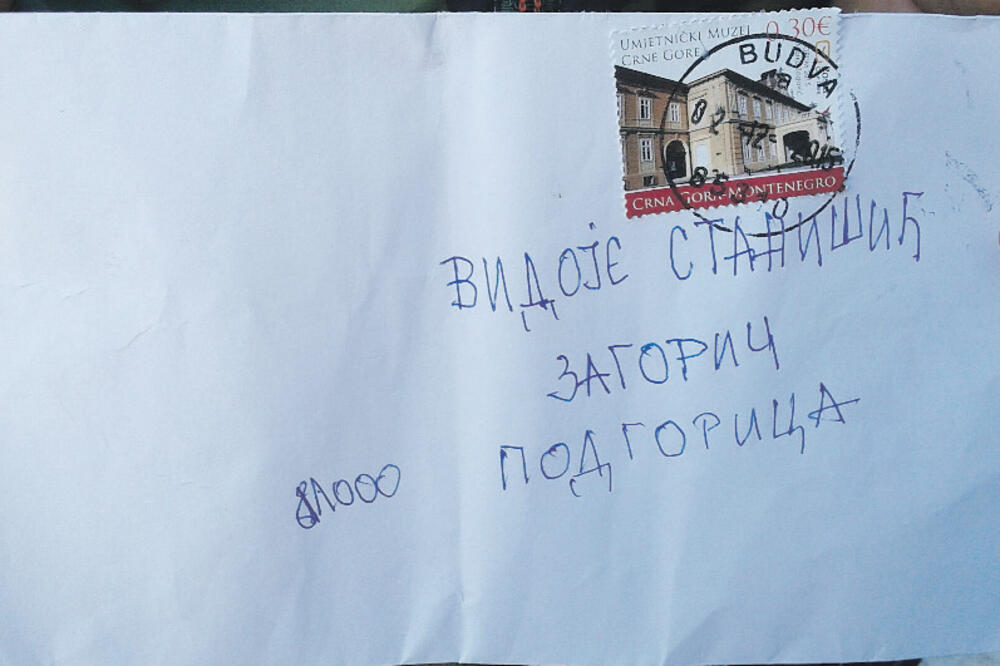 UMJETNIČKI MUZEJ 0.30€
CRNE GORE
BUDVA
CRNA GORA-MONTENEGRO
ВИДОЈЕ СТАНИШИЋ
ЗАГОРИЧ
81000 ПОДГОРИЦА